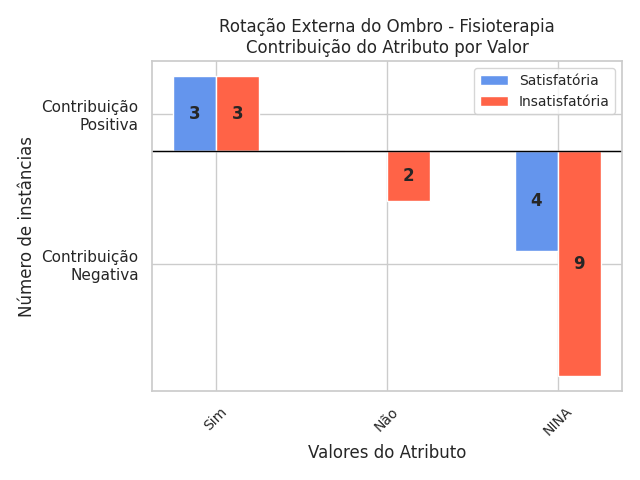 Rotação Externa do Ombro - Fisioterapia
Contribuição do Atributo por Valor
Satisfatória
Insatisfatória
Contribuição
Positiva
Contribuição
Negativa
Número de instâncias
3
3
2
4
9
Sim
Não
NINA
Valores do Atributo